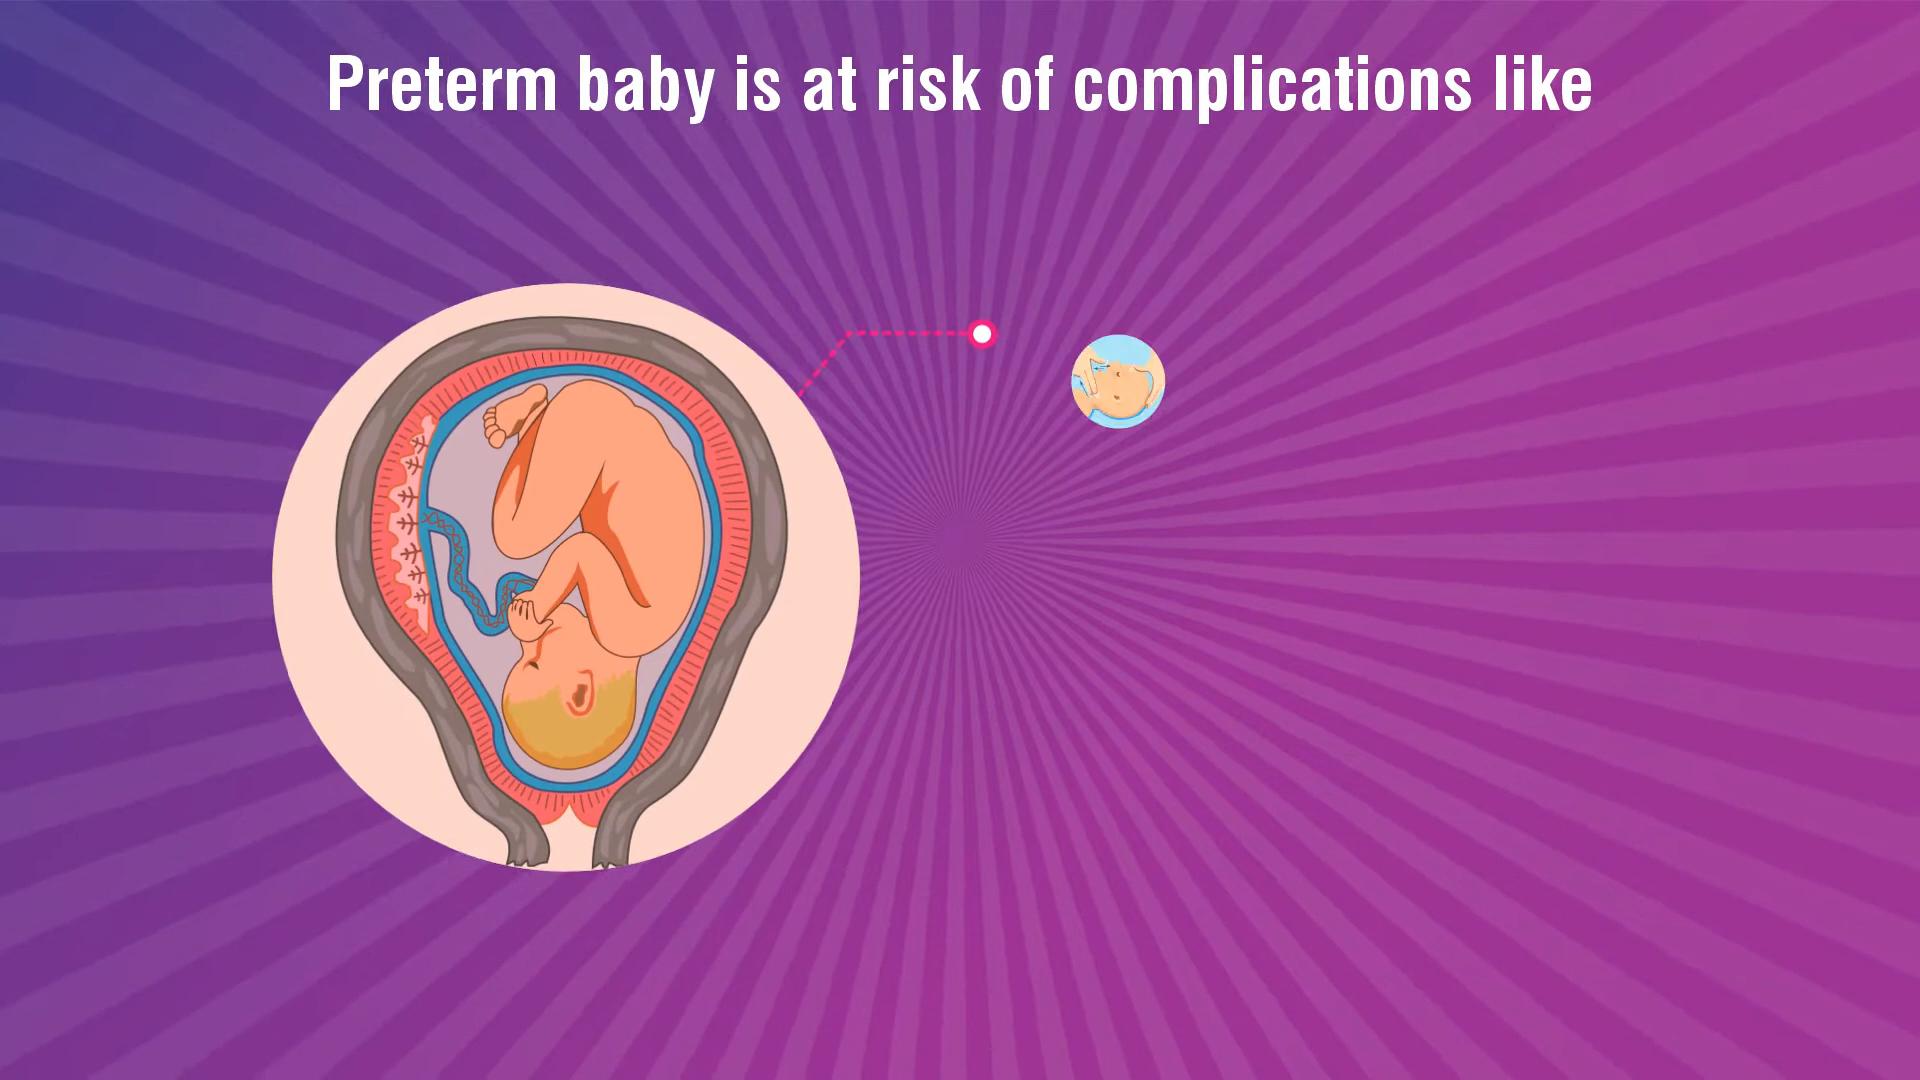 Preterm baby is at risk of complications like